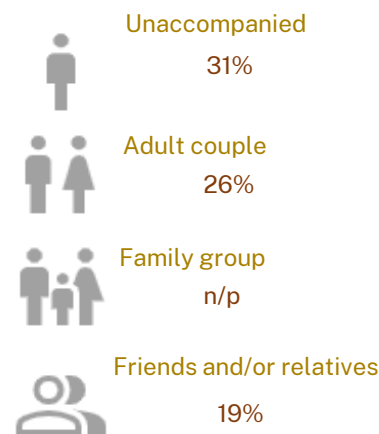 Unaccompanied
31%
Adult couple
26%
Family group
n/p
Friends and/or relatives
19%